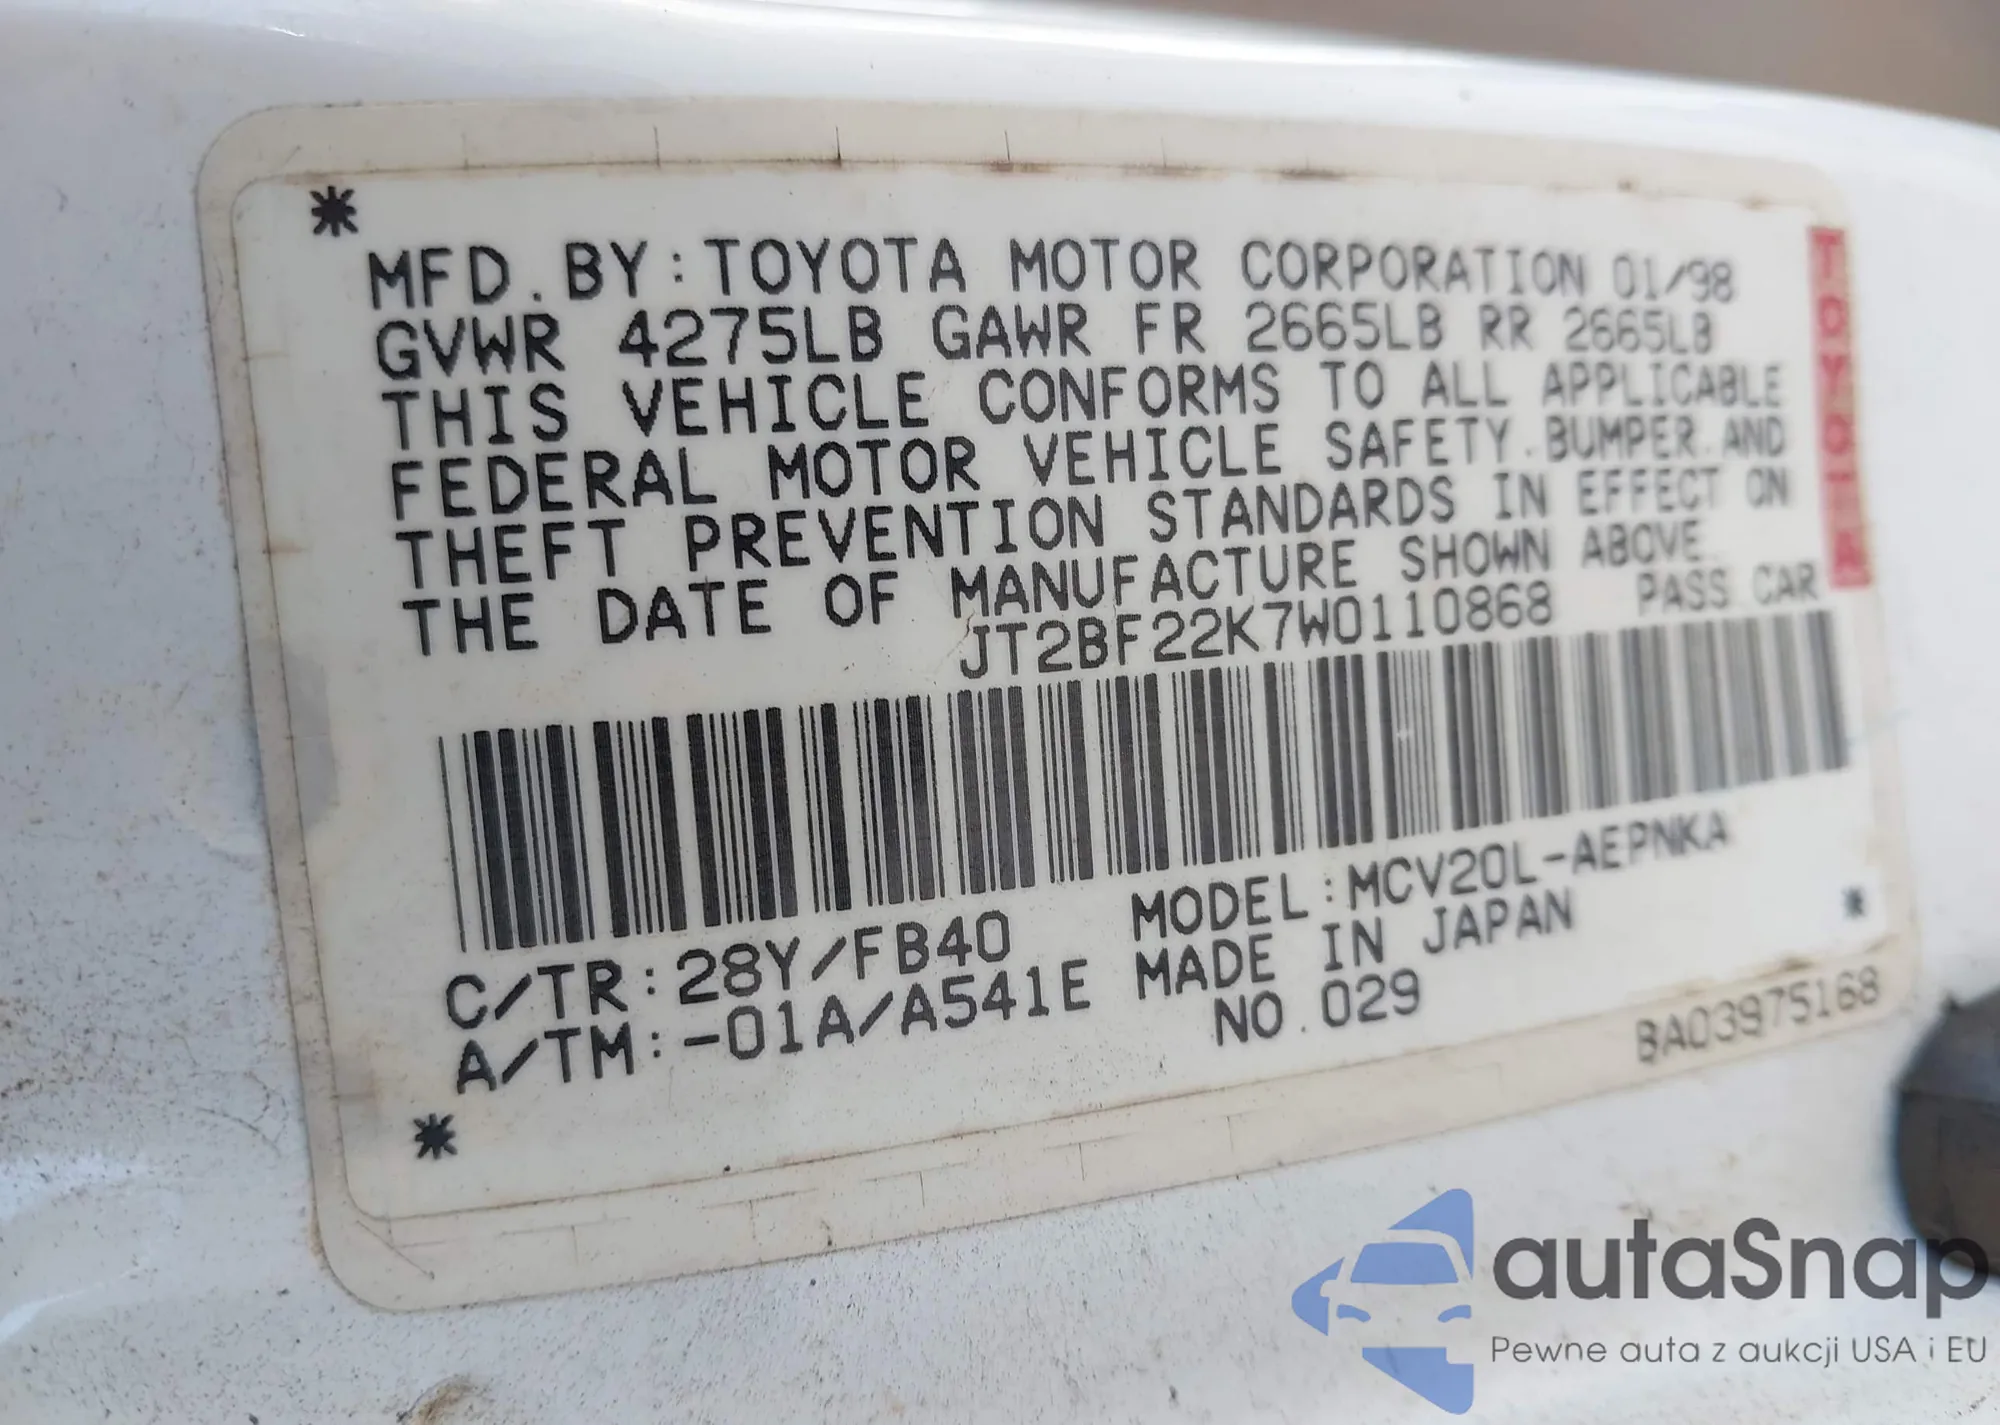 MFD. BY: TOYOTA MOTOR CORPORATION 01/98
GVWR 4275LB GAWR FR 2665LB RR 2665LB
THIS VEHICLE CONFORMS TO ALL APPLICABLE
FEDERAL MOTOR VEHICLE SAFETY. BUMPER. AND
THEFT PREVENTION STANDARDS IN EFFECT ON
THE DATE OF MANUFACTURE SHOWN ABOVE.
JT2BF22K7W0110868 PASS CAR
C/TR: 28Y/FB40 MODEL: MCV20L-AEPNKA
A/TM: -01A/A541E MADE IN JAPAN
NO. 029
BA03975168
TOYOTA
autaSnap
Pewne auta z aukcji USA i EU